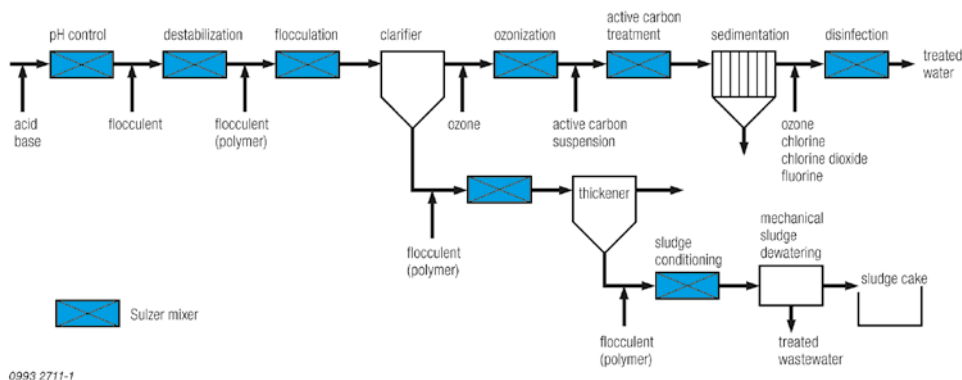 pH control
destabilization
flocculation
clarifier
ozonization
active carbon
treatment
sedimentation
disinfection
treated
water
acid
base
flocculent
flocculent
(polymer)
ozone
active carbon
suspension
ozone
chlorine
chlorine dioxide
fluorine
thickener
flocculent
(polymer)
sludge
conditioning
mechanical
sludge
dewatering
sludge cake
Sulzer mixer
flocculent
(polymer)
treated
wastewater
0993 2711-1